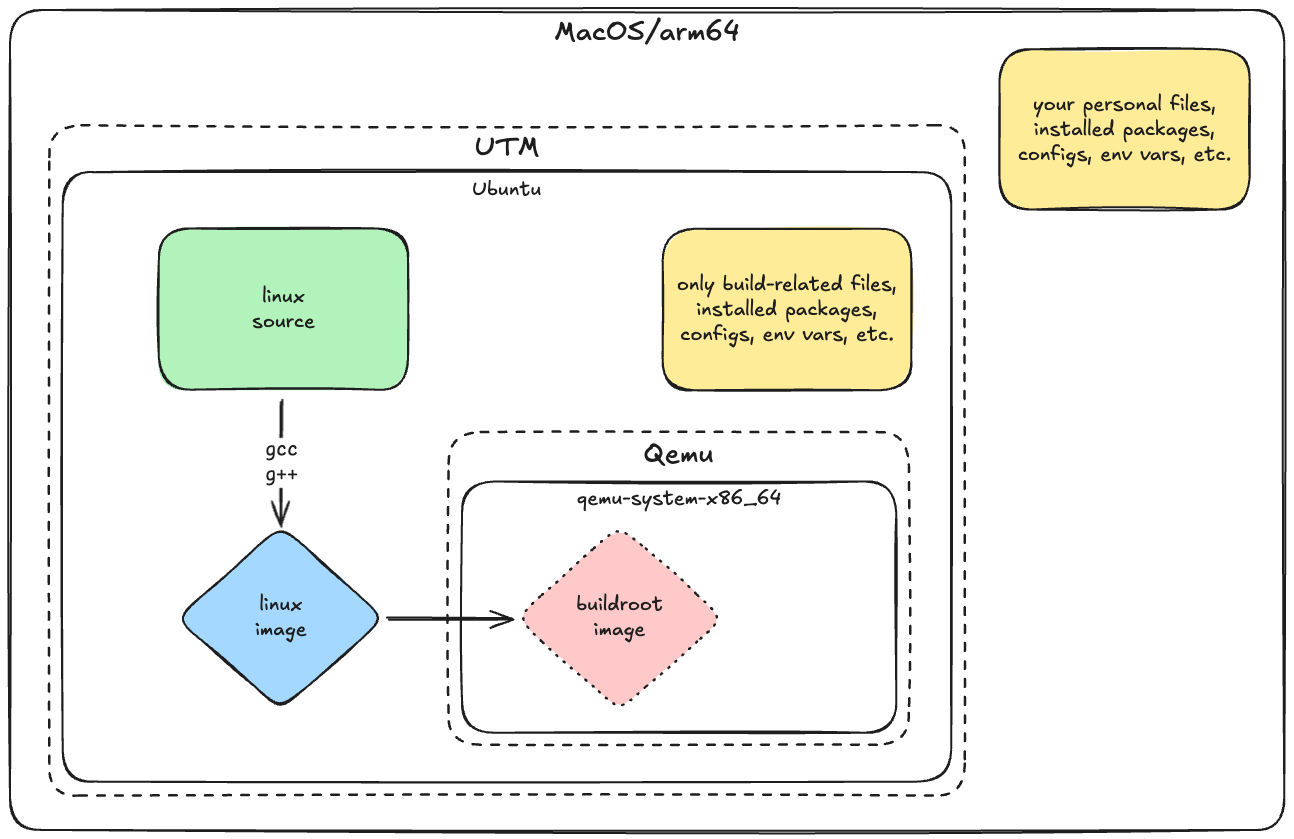 MacOS/arm64
your personal files,
installed packages,
configs, env vars, etc.
UTM
Ubuntu
linux
source
only build-related files,
installed packages,
configs, env vars, etc.
gcc
g++
Qemu
qemu-system-x86_64
linux
image
buildroot
image